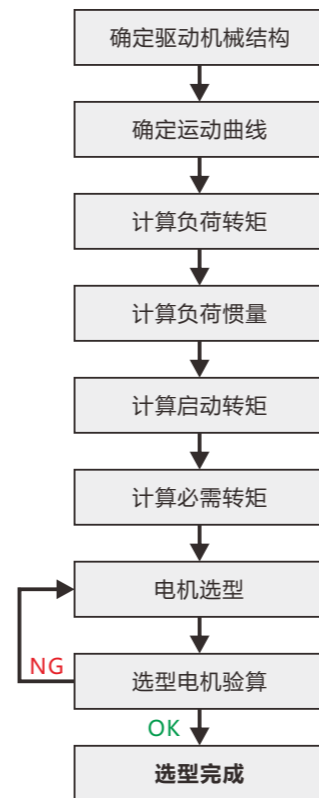 确定驱动机械结构
确定运动曲线
计算负荷转矩
计算负荷惯量
计算启动转矩
计算必需转矩
电机选型
NG
选型电机验算
OK
选型完成